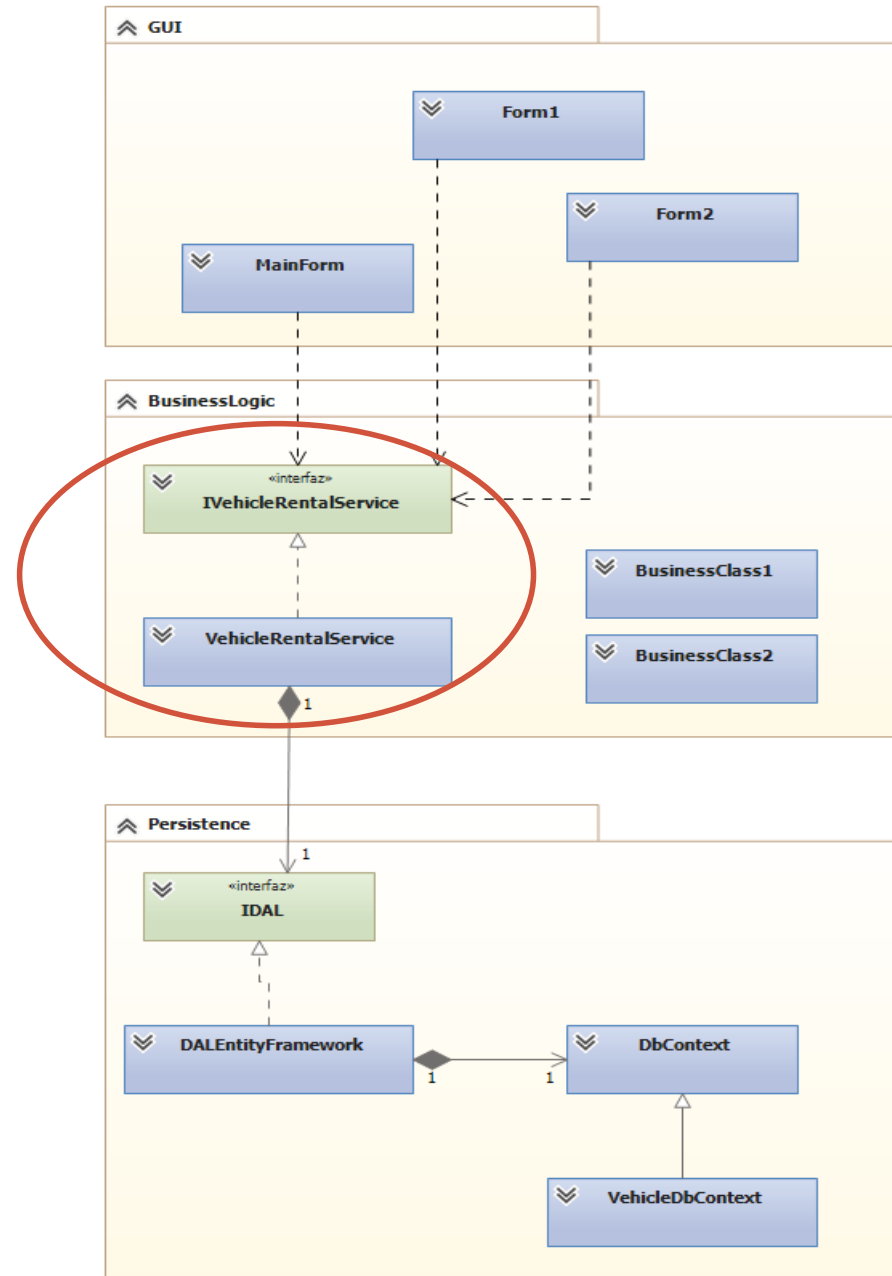 GUI
Form1
Form2
MainForm
BusinessLogic
«interfaz»
IVehicleRentalService
BusinessClass1
VehicleRentalService
BusinessClass2
1
Persistence
1
«interfaz»
IDAL
DALEntityFramework
DbContext
1
1
VehicleDbContext